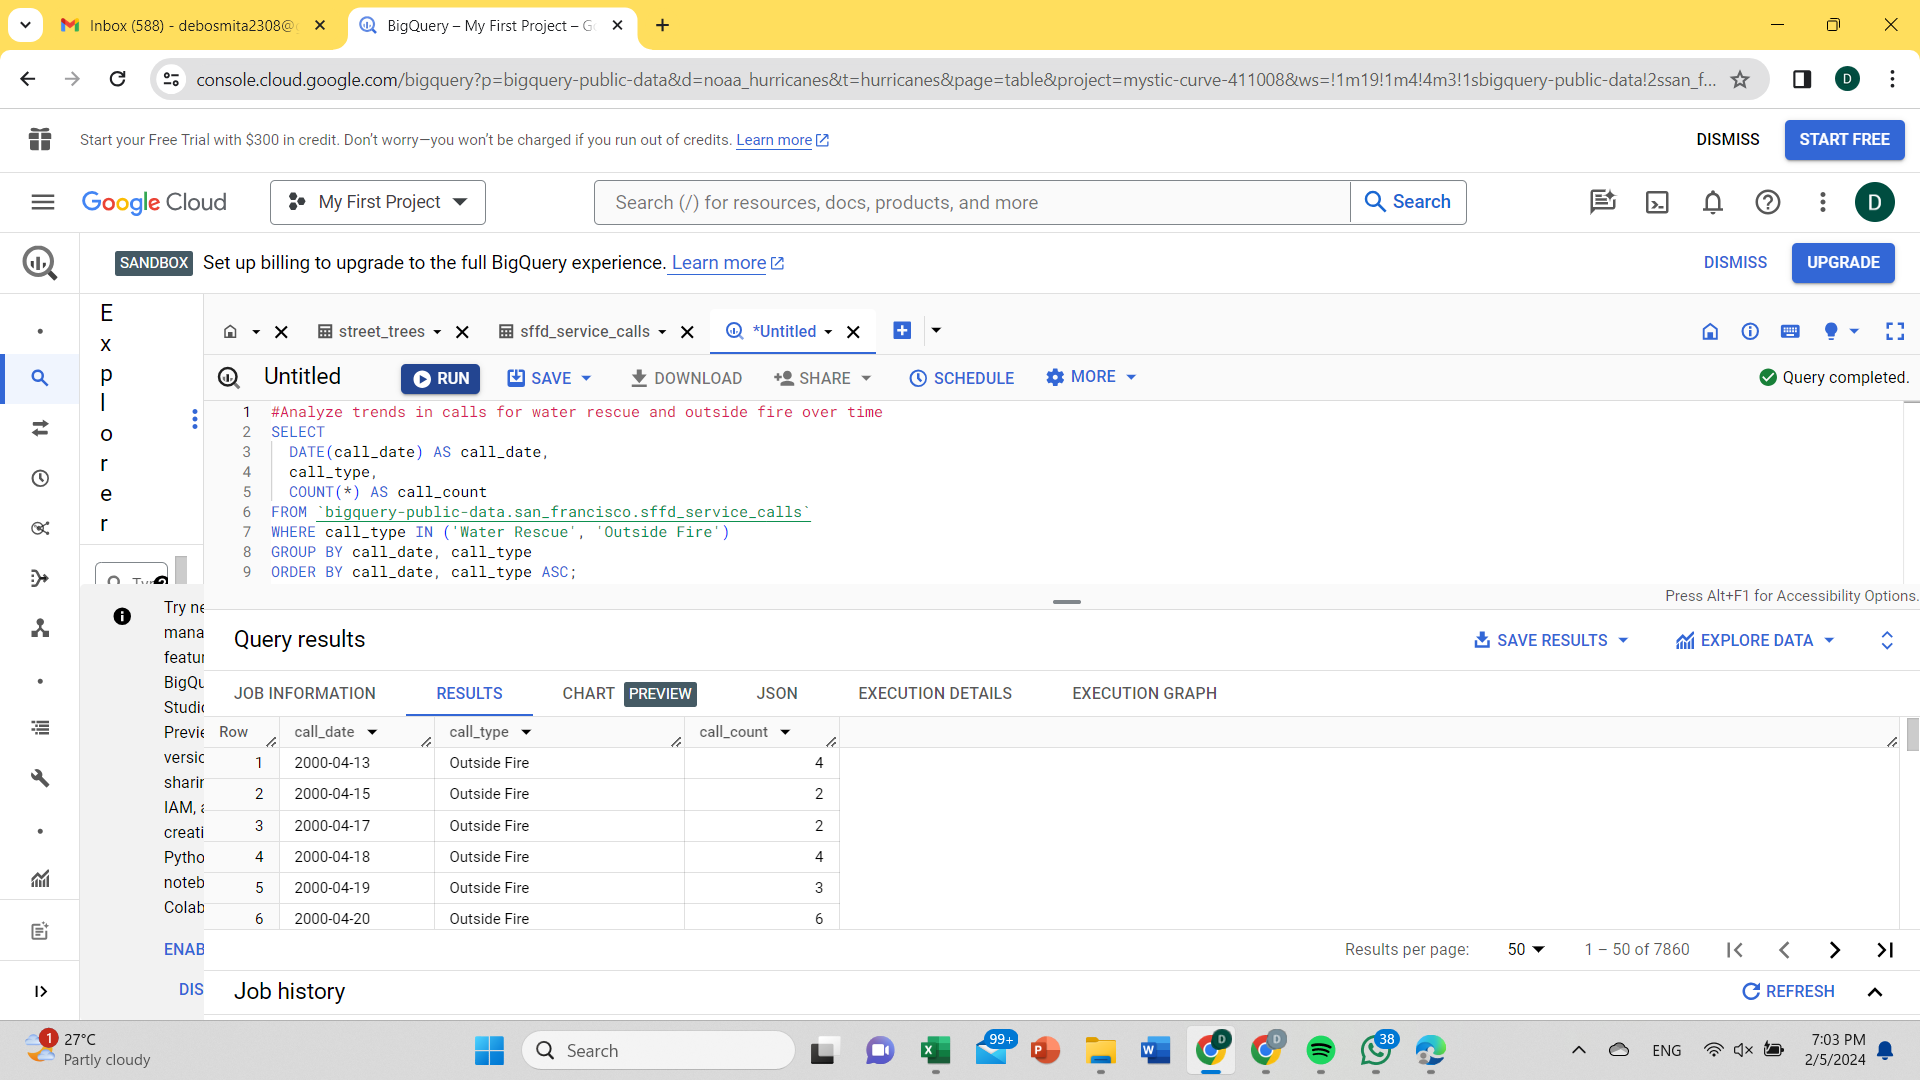 Inbox (588) - debosmita2308@
BigQuery – My First Project – G
console.cloud.google.com/bigquery?p=bigquery-public-data&d=noaa_hurricanes&t=hurricanes&page=table&project=mystic-curve-411008&ws=!1m19!1m4!4m3!1sbigquery-public-data!2ssan_f...
D
Start your Free Trial with $300 in credit. Don't worry—you won't be charged if you run out of credits. Learn more
DISMISS
START FREE
Google Cloud
My First Project
Search (/) for resources, docs, products, and more
Search
D
SANDBOX Set up billing to upgrade to the full BigQuery experience. Learn more
DISMISS
UPGRADE
Explorer
street_trees
sffd_service_calls
*Untitled
Untitled
RUN
SAVE
DOWNLOAD
SHARE
SCHEDULE
MORE
Query completed.
1 #Analyze trends in calls for water rescue and outside fire over time
2 SELECT
3 DATE(call_date) AS call_date,
4 call_type,
5 COUNT(*) AS call_count
6 FROM `bigquery-public-data.san_francisco.sffd_service_calls`
7 WHERE call_type IN ('Water Rescue', 'Outside Fire')
8 GROUP BY call_date, call_type
9 ORDER BY call_date, call_type ASC;
Press Alt+F1 for Accessibility Options.
Try ne
mana
featur
BigQu
Studio
Previe
versio
sharin
IAM, a
creati
Pytho
noteb
Colab
ENAB
DIS
Query results
SAVE RESULTS
EXPLORE DATA
JOB INFORMATION
RESULTS
CHART PREVIEW
JSON
EXECUTION DETAILS
EXECUTION GRAPH
Row call_date call_type call_count
1 2000-04-13 Outside Fire 4
2 2000-04-15 Outside Fire 2
3 2000-04-17 Outside Fire 2
4 2000-04-18 Outside Fire 4
5 2000-04-19 Outside Fire 3
6 2000-04-20 Outside Fire 6
Results per page: 50 1 – 50 of 7860
Job history
REFRESH
1
27°C
Partly cloudy
Search
99+
D
D
38
ENG
7:03 PM
2/5/2024